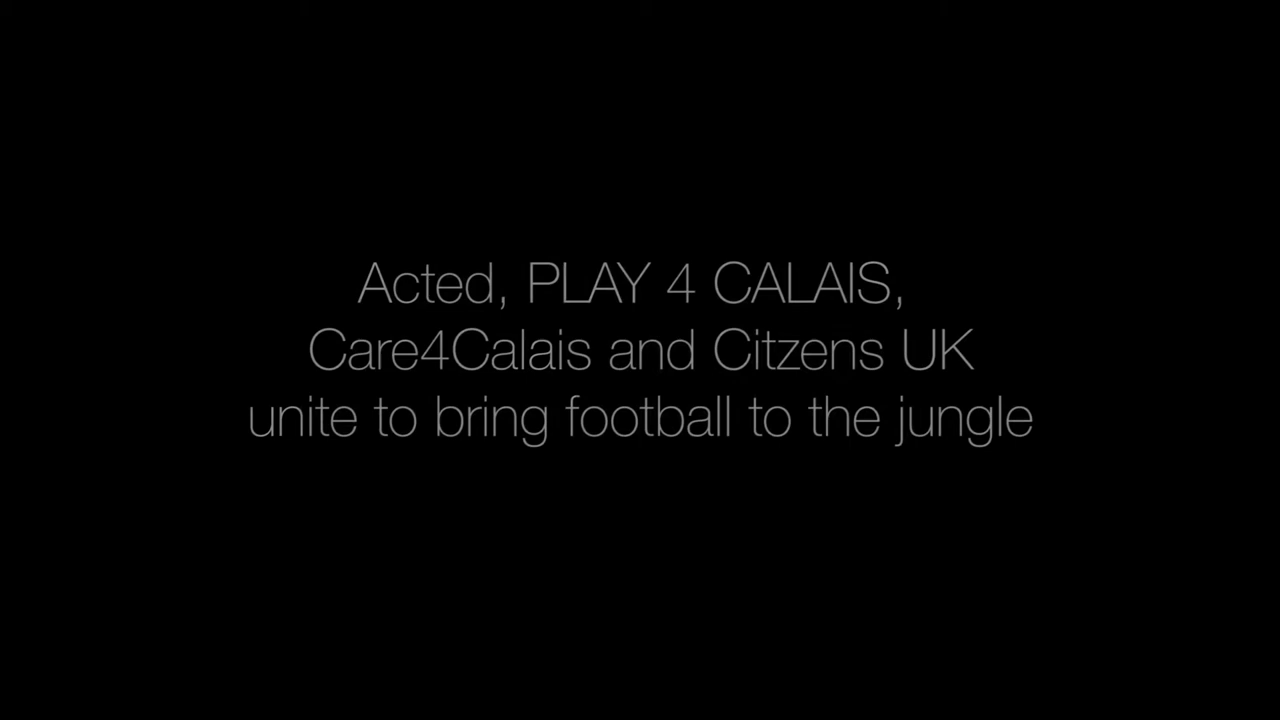 Acted, PLAY 4 CALAIS,
Care4Calais and Citzens UK
unite to bring football to the jungle